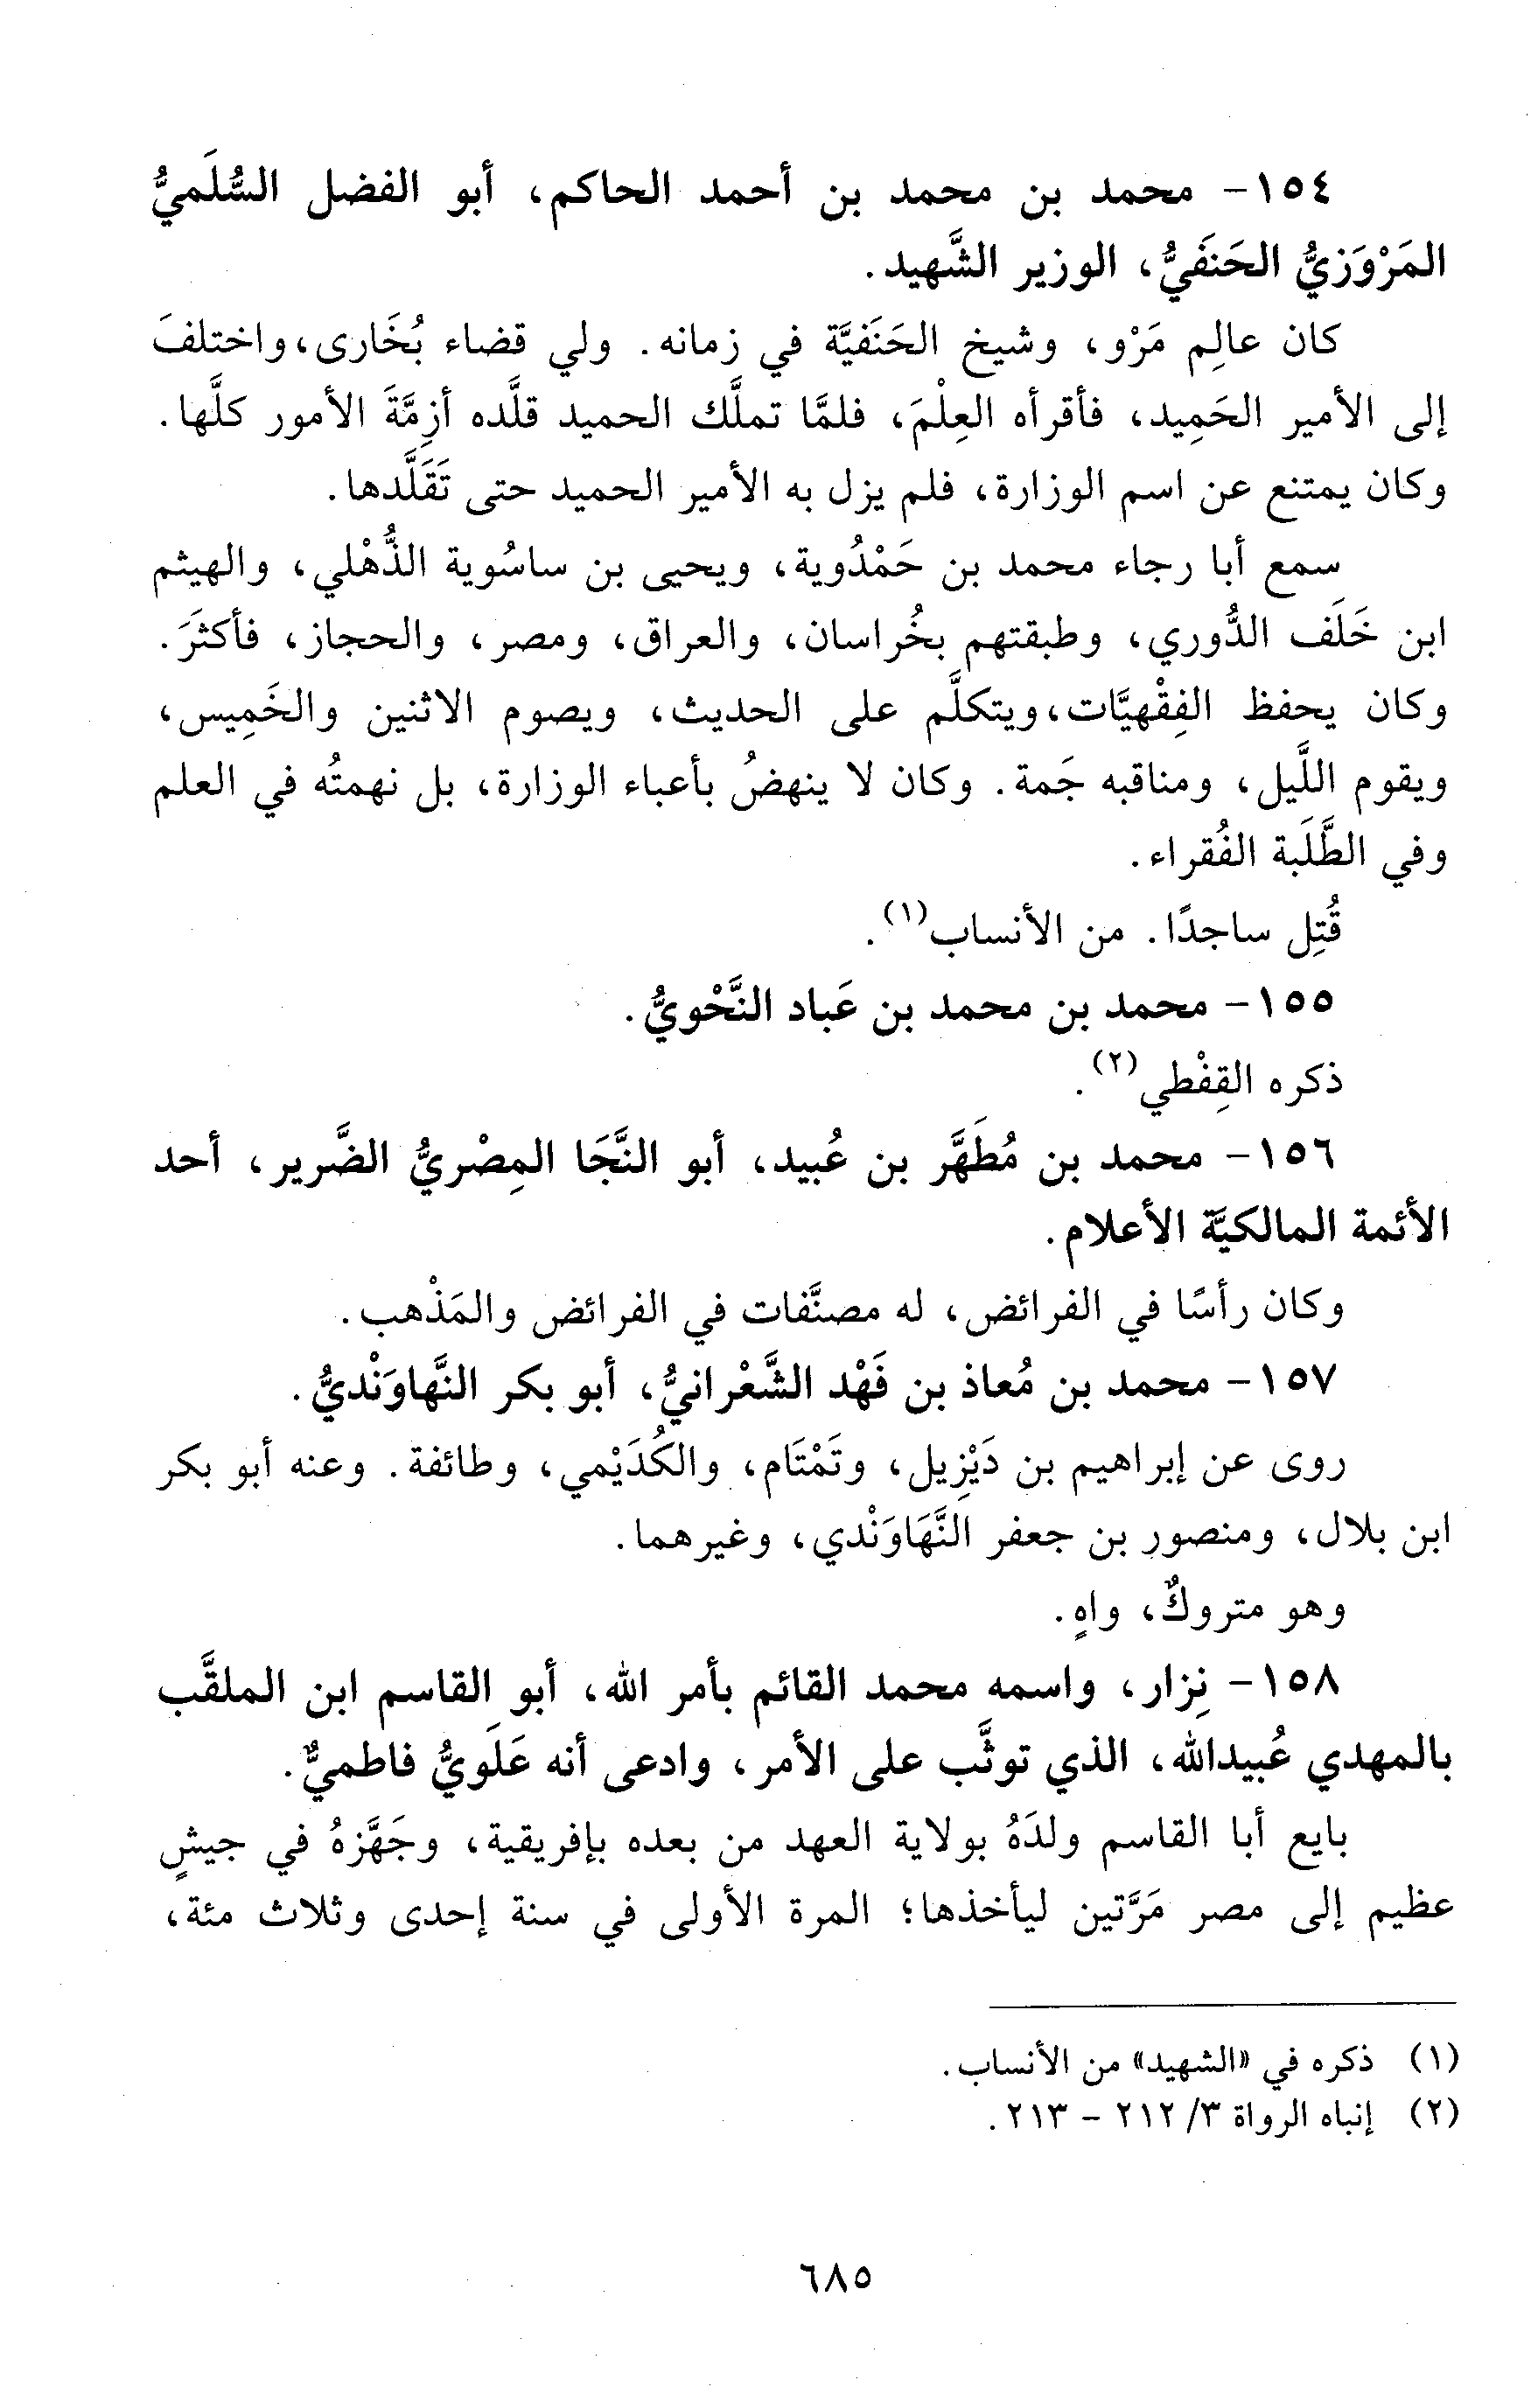 ١٥٤- محمد بن محمد بن أحمد الحاكم، أبو الفضل السُّلَميُّ
المَرْوَزيُّ الحَنَفيُّ، الوزير الشَّهيد.
كان عالِم مَرْو، وشيخ الحَنَفيَّة في زمانه. ولي قضاء بُخَارى، واختلفَ
إلى الأمير الحَمِيد، فأقرأه العِلْمَ، فلمَّا تملَّك الحميد قلَّده أزِمَّةَ الأمور كلَّها.
وكان يمتنع عن اسم الوزارة، فلم يزل به الأمير الحميد حتى تَقَلَّدها.
سمع أبا رجاء محمد بن حَمْدُوية، ويحيى بن ساسُوية الذُّهْلي، والهيثم
ابن خَلَف الدُّوري، وطبقتهم بخُراسان، والعراق، ومصر، والحجاز، فأكثَرَ.
وكان يحفظ الفِقْهيَّات، ويتكلَّم على الحديث، ويصوم الاثنين والخَمِيس،
ويقوم اللَّيل، ومناقبه جَمة. وكان لا ينهضُ بأعباء الوزارة، بل نهمتُه في العلم
وفي الطَّلَبة الفُقراء.
قُتِل ساجدًا. من الأنساب(١).
١٥٥- محمد بن محمد بن عَباد النَّحْويُّ.
ذكره القِفْطي(٢).
١٥٦- محمد بن مُطَهَّر بن عُبيد، أبو النَّجَا المِصْريُّ الضَّرير، أحد
الأئمة المالكيَّة الأعلام.
وكان رأسًا في الفرائض، له مصنَّفات في الفرائض والمَذْهب.
١٥٧- محمد بن مُعاذ بن فَهْد الشَّعْرانيُّ، أبو بكر النَّهاوَنْديُّ.
روى عن إبراهيم بن دَيْزِيل، وتَمْتَام، والكُدَيْمي، وطائفة. وعنه أبو بكر
ابن بلال، ومنصور بن جعفر النَّهَاوَنْدي، وغيرهما.
وهو متروكٌ، واهٍ.
١٥٨- نِزار، واسمه محمد القائم بأمر الله، أبو القاسم ابن الملقَّب
بالمهدي عُبيدالله، الذي توثَّب على الأمر، وادعى أنه عَلَويُّ فاطميٌّ.
بايع أبا القاسم ولدَهُ بولاية العهد من بعده بإفريقية، وجَهَّزهُ في جيشٍ
عظيم إلى مصر مَرَّتين ليأخذها؛ المرة الأولى في سنة إحدى وثلاث مئة،
(١) ذكره في «الشهيد» من الأنساب.
(٢) إنباه الرواة ٣/ ٢١٢ - ٢١٣.
٦٨٥